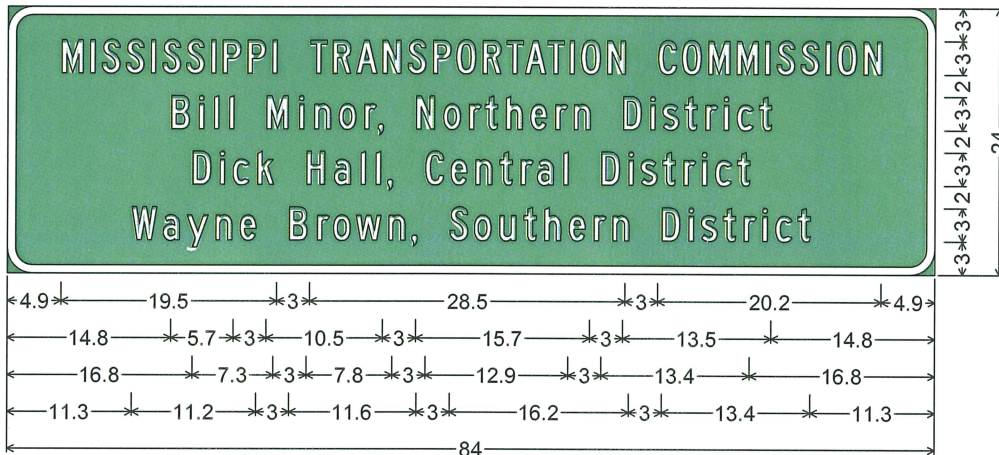 MISSISSIPPI TRANSPORTATION COMMISSION
Bill Minor, Northern District
Dick Hall, Central District
Wayne Brown, Southern District
3
3
2
3
2
3
2
3
3
24
4.9 19.5 3 28.5 3 20.2 4.9
14.8 5.7 3 10.5 3 15.7 3 13.5 14.8
16.8 7.3 3 7.8 3 12.9 3 13.4 16.8
11.3 11.2 3 11.6 3 16.2 3 13.4 11.3
84